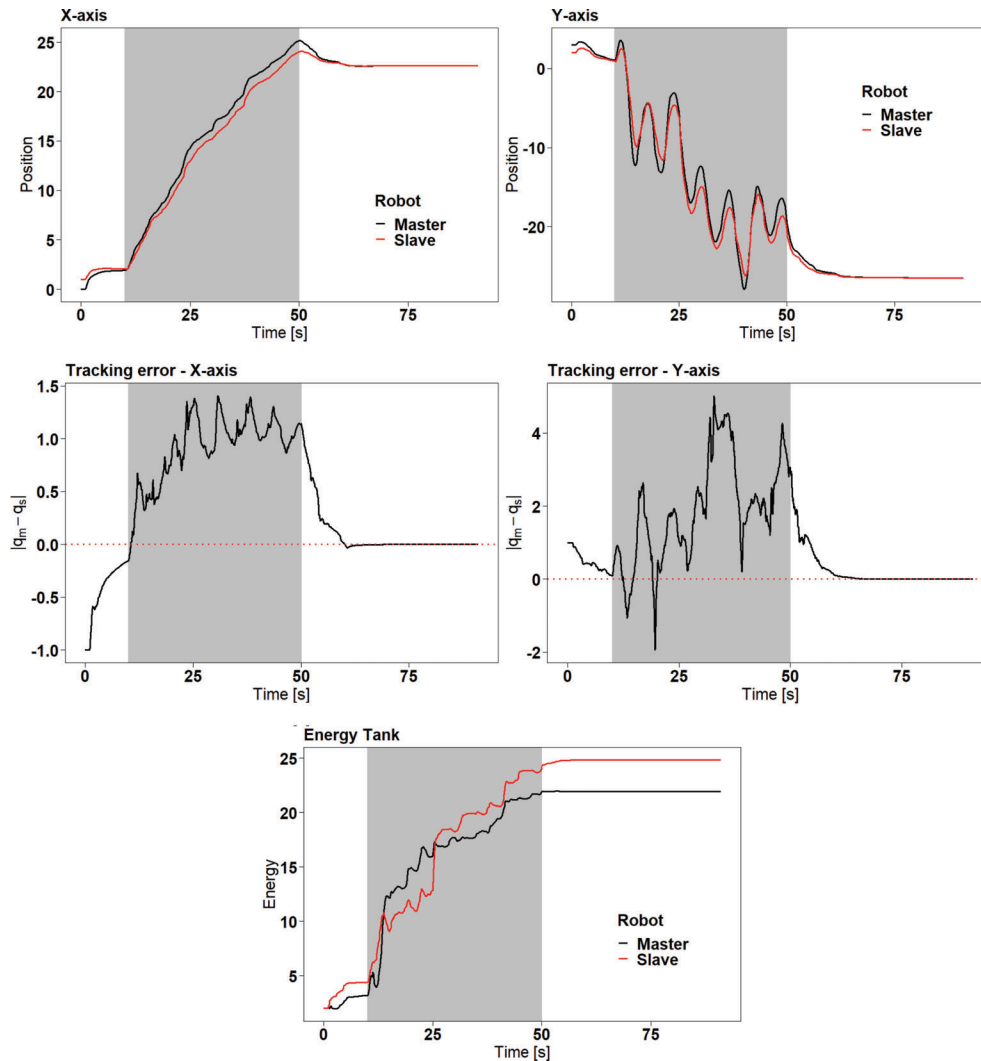 X-axis
25
20
15
10
5
0
Position
Robot
Master
Slave
25
50
75
Time [s]
Y-axis
0
-10
-20
Position
Robot
Master
Slave
25
50
75
Time [s]
Tracking error - X-axis
1.5
1.0
0.5
0.0
-0.5
-1.0
|qm − qs|
0
25
50
75
Time [s]
Tracking error - Y-axis
4
2
0
-2
|qm − qs|
0
25
50
75
Time [s]
Energy Tank
25
20
15
10
5
Energy
Robot
Master
Slave
0
25
50
75
Time [s]